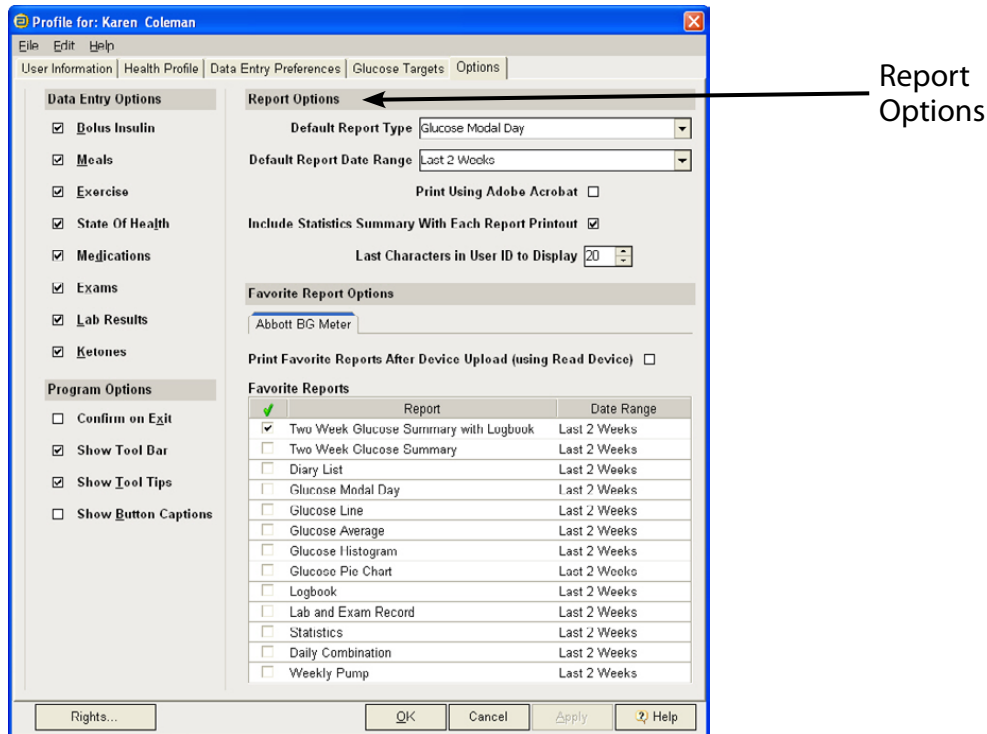 Profile for: Karen Coleman
File Edit Help
User Information Health Profile Data Entry Preferences Glucose Targets Options
Data Entry Options
Bolus Insulin
Meals
Exercise
State Of Health
Medications
Exams
Lab Results
Ketones
Program Options
Confirm on Exit
Show Tool Bar
Show Tool Tips
Show Button Captions
Report Options
Default Report Type Glucose Modal Day
Default Report Date Range Last 2 Weeks
Print Using Adobe Acrobat
Include Statistics Summary With Each Report Printout
Last Characters in User ID to Display 20
Favorite Report Options
Abbott BG Meter
Print Favorite Reports After Device Upload (using Read Device)
Favorite Reports
Report Date Range
Two Week Glucose Summary with Logbook Last 2 Weeks
Two Week Glucose Summary Last 2 Weeks
Diary List Last 2 Weeks
Glucose Modal Day Last 2 Weeks
Glucose Line Last 2 Weeks
Glucose Average Last 2 Weeks
Glucose Histogram Last 2 Weeks
Glucose Pie Chart Last 2 Weeks
Logbook Last 2 Weeks
Lab and Exam Record Last 2 Weeks
Statistics Last 2 Weeks
Daily Combination Last 2 Weeks
Weekly Pump Last 2 Weeks
Rights... OK Cancel Apply Help
Report
Options